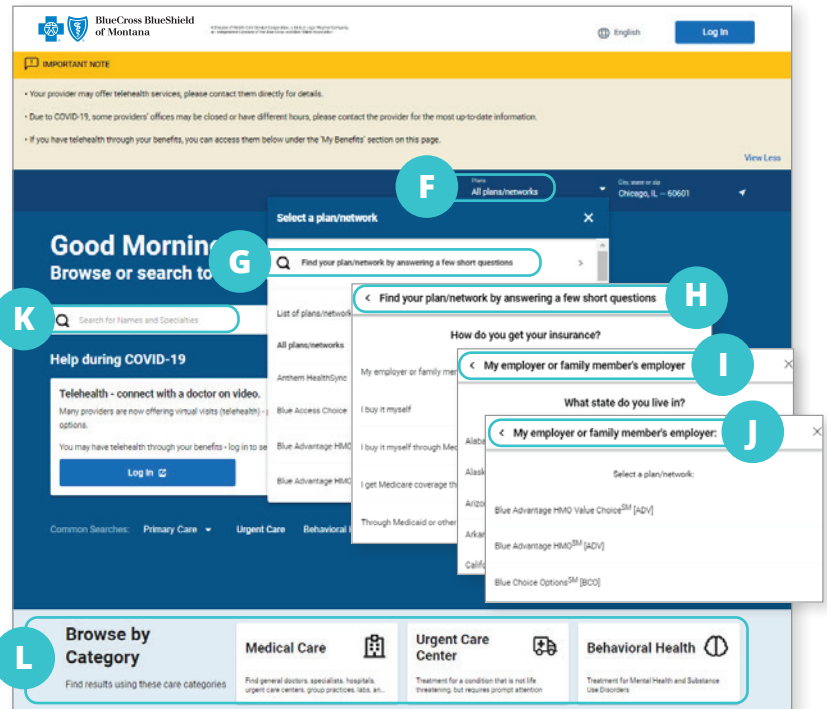 BlueCross BlueShield
of Montana
English
Log In
IMPORTANT NOTE
• Your provider may offer telehealth services, please contact them directly for details.
• Due to COVID-19, some providers' offices may be closed or have different hours, please contact the provider for the most up-to-date information.
• If you have telehealth through your benefits, you can access them below under the 'My Benefits' section on this page.
View Less
F
Plans
All plans/networks
City, state or zip
Chicago, IL — 60601
Select a plan/network
Good Mornin
Browse or search to
G
Find your plan/network by answering a few short questions
K
Search for Names and Specialties
List of plans/network
All plans/networks
Anthem HealthSync
Blue Access Choice
Blue Advantage HMO
Blue Advantage HMO
Find your plan/network by answering a few short questions
H
How do you get your insurance?
My employer or family mem
I buy it myself
I buy it myself through Med
I get Medicare coverage th
Through Medicaid or other
My employer or family member's employer
I
What state do you live in?
Alaba
Alask
Arizo
Arkan
Califo
My employer or family member's employer:
J
Select a plan/network:
Blue Advantage HMO Value Choice℠ [ADV]
Blue Advantage HMO℠ [ADV]
Blue Choice Options℠ [BCO]
Help during COVID-19
Telehealth - connect with a doctor on video.
Many providers are now offering virtual visits (telehealth) -
options.
You may have telehealth through your benefits - log in to se
Log In
Common Searches:
Primary Care
Urgent Care
Behavioral
L
Browse by
Category
Find results using these care categories
Medical Care
Find general doctors, specialists, hospitals,
urgent care centers, group practices, labs, an...
Urgent Care
Center
Treatment for a condition that is not life
threatening, but requires prompt attention
Behavioral Health
Treatment for Mental Health and Substance
Use Disorders